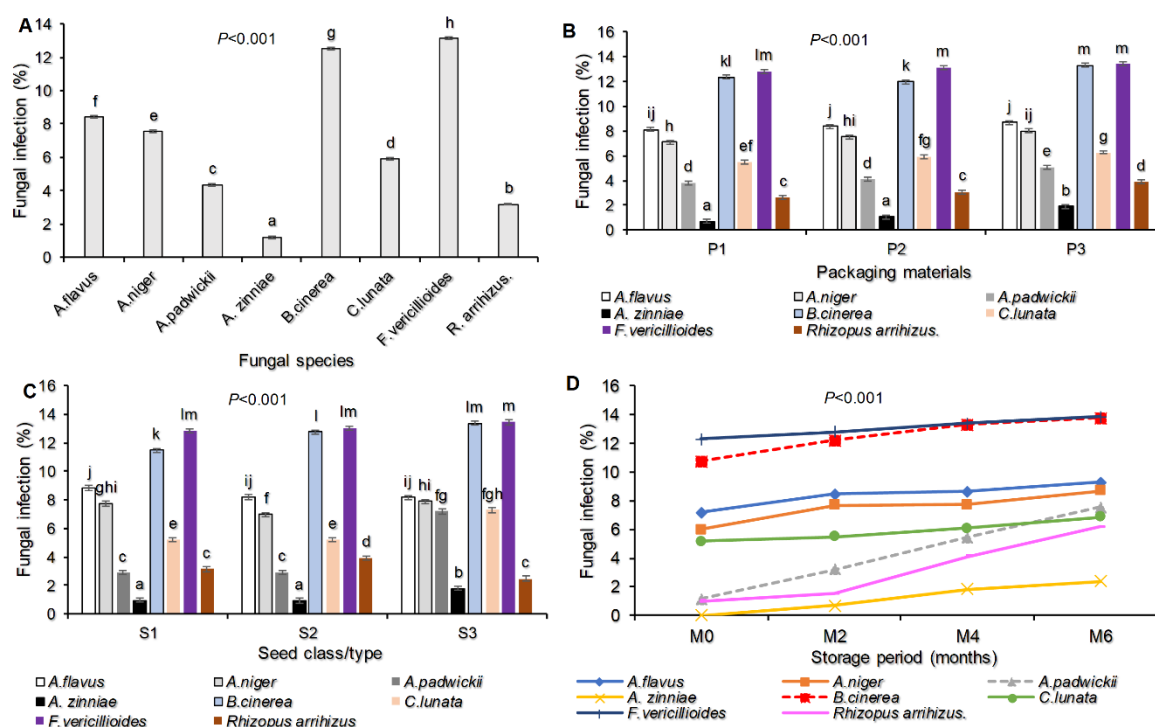 A
P<0.001
Fungal infection (%)
14
12
10
8
6
4
2
0
f
e
c
a
g
d
h
b
A.flavus
A.niger
A.padwickii
A. zinniae
B.cinerea
C.lunata
F.vericillioides
R. arrihizus.
Fungal species
B
P<0.001
Fungal infection (%)
16
14
12
10
8
6
4
2
0
ij h d a kl ef lm c
j hi d a k fg m c
j ij e b m g m d
P1 P2 P3
Packaging materials
A.flavus A.niger A.padwickii
A. zinniae B.cinerea C.lunata
F.vericillioides Rhizopus arrihizus.
C
P<0.001
Fungal infection (%)
16
14
12
10
8
6
4
2
0
j ghi c a k e lm c
ij f c a l e lm d
ij hi fg b lm fgh m c
S1 S2 S3
Seed class/type
A.flavus A.niger A.padwickii
A. zinniae B.cinerea C.lunata
F.vericillioides Rhizopus arrihizus.
D
P<0.001
Fungal infection (%)
16
14
12
10
8
6
4
2
0
M0 M2 M4 M6
Storage period (months)
A.flavus A.niger A.padwickii
A. zinniae B.cinerea C.lunata
F. vericillioides Rhizopus arrihizus.